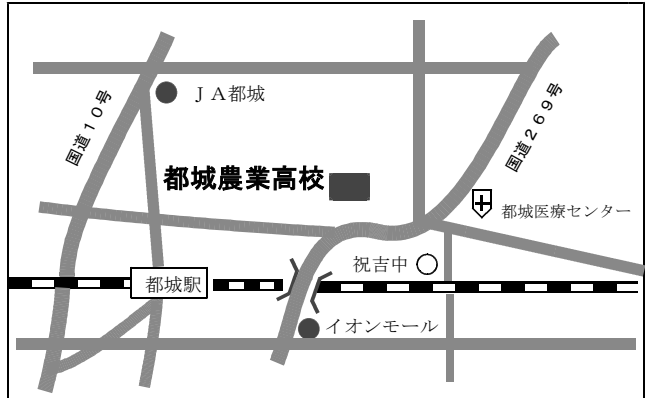 国道１０号
ＪＡ都城
国道２６９号
都城農業高校
都城医療センター
祝吉中
都城駅
イオンモール